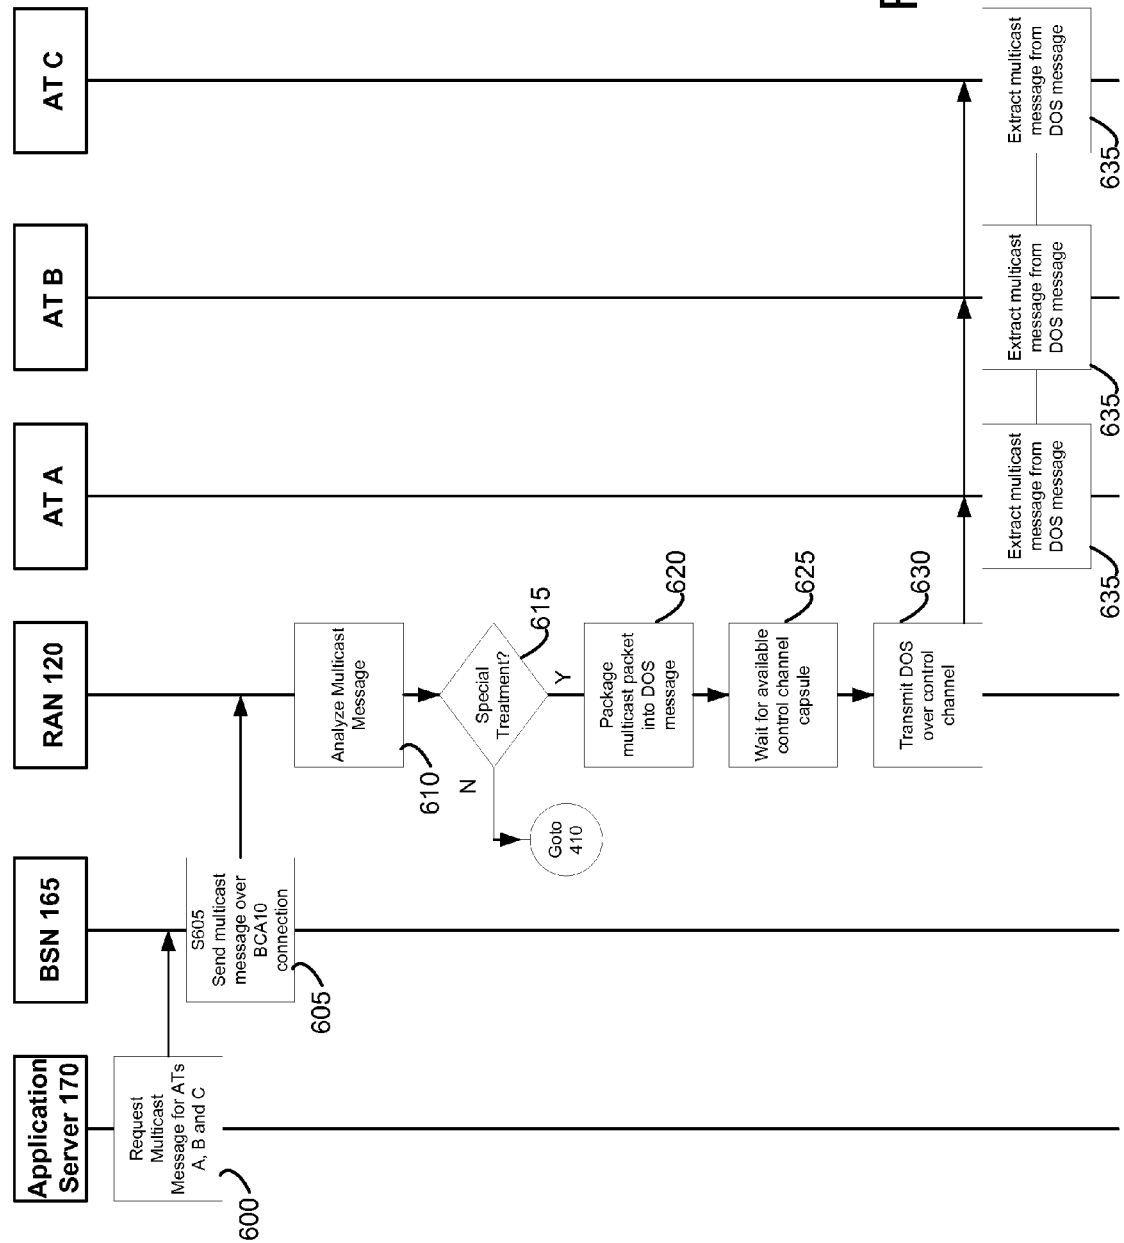 Application
Server 170
BSN 165
RAN 120
AT A
AT B
AT C
Request
Multicast
Message for ATs
A, B and C
600
S605
Send multicast
message over
BCA10
connection
605
Analyze Multicast
Message
610
Special
Treatment?
615
N
Y
Goto
410
Package
multicast packet
into DOS
message
620
Wait for available
control channel
capsule
625
Transmit DOS
over control
channel
630
Extract multicast
message from
DOS message
635
Extract multicast
message from
DOS message
635
Extract multicast
message from
DOS message
635